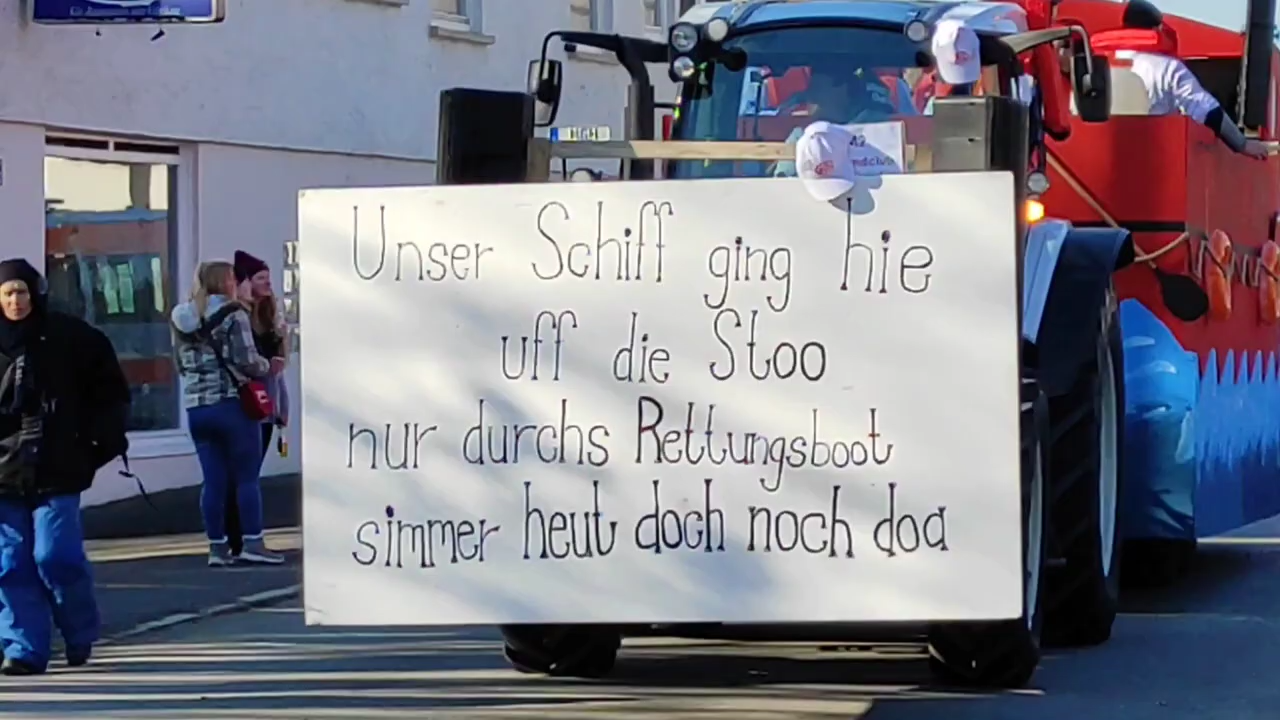 Unser Schiff ging hie
uff die Stoo
nur durchs Rettungsboot
simmer heut doch noch doa